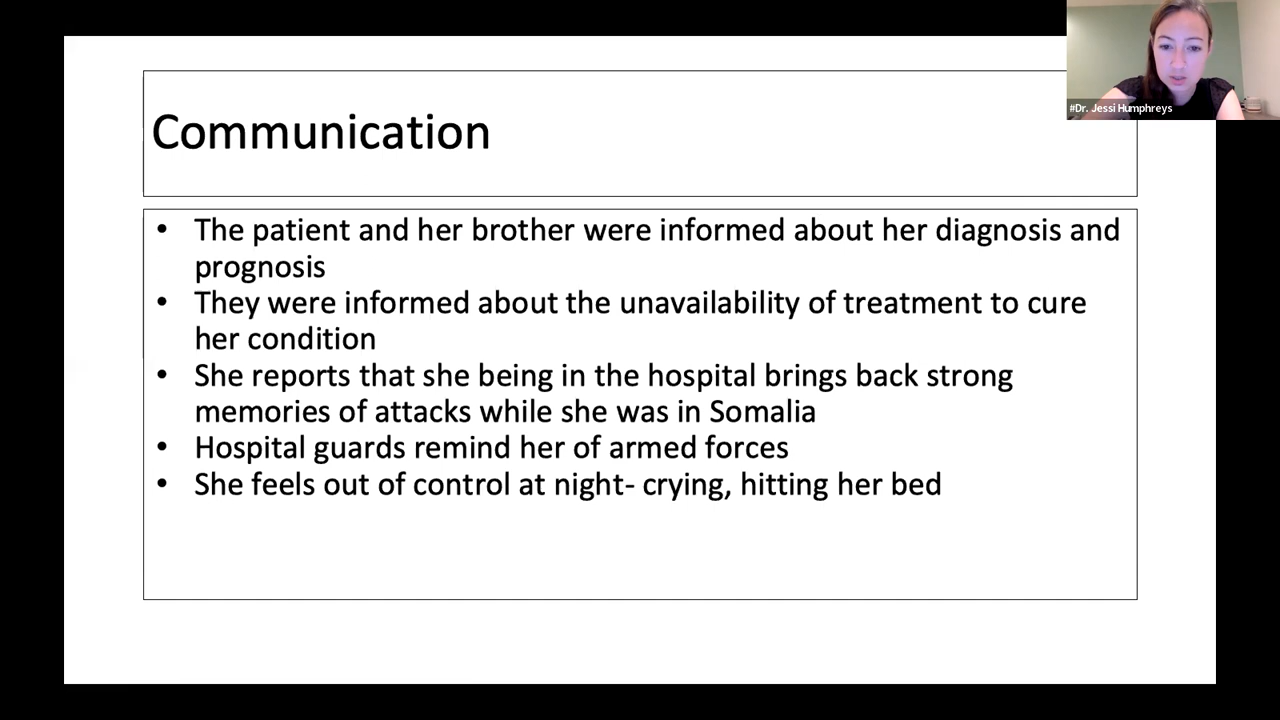 #Dr. Jessi Humphreys
Communication
• The patient and her brother were informed about her diagnosis and
prognosis
• They were informed about the unavailability of treatment to cure
her condition
• She reports that she being in the hospital brings back strong
memories of attacks while she was in Somalia
• Hospital guards remind her of armed forces
• She feels out of control at night- crying, hitting her bed